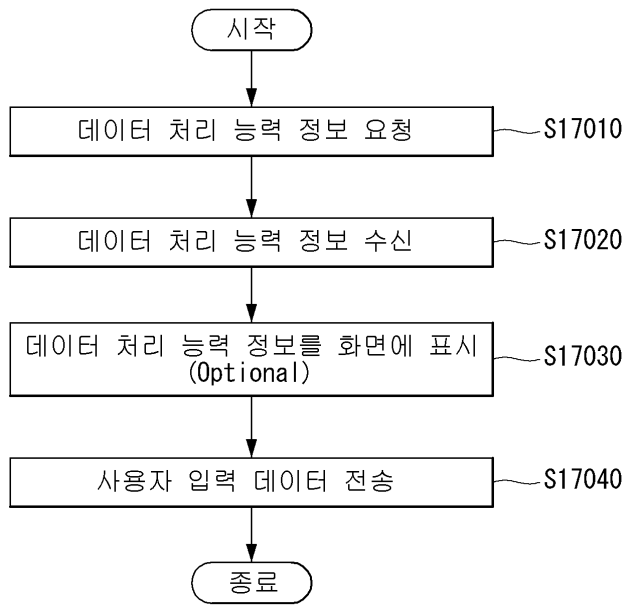 시작
데이터 처리 능력 정보 요청
S17010
데이터 처리 능력 정보 수신
S17020
데이터 처리 능력 정보를 화면에 표시
(Optional)
S17030
사용자 입력 데이터 전송
S17040
종료